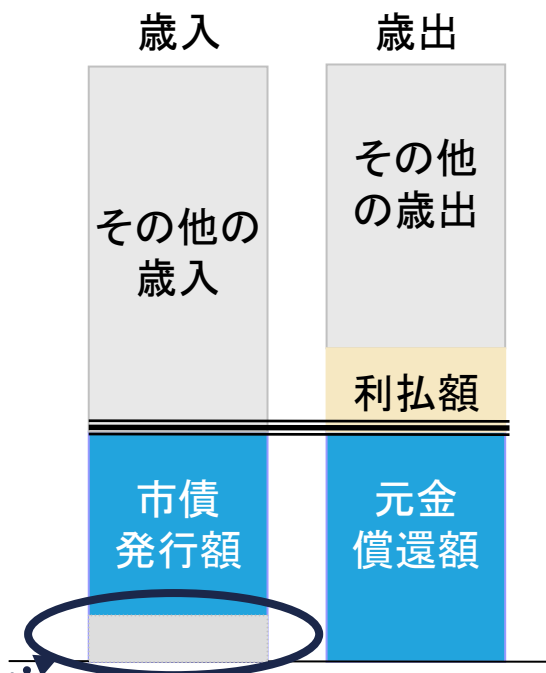 歳入
歳出
その他の
歳入
その他
の歳出
利払額
市債
発行額
元金
償還額